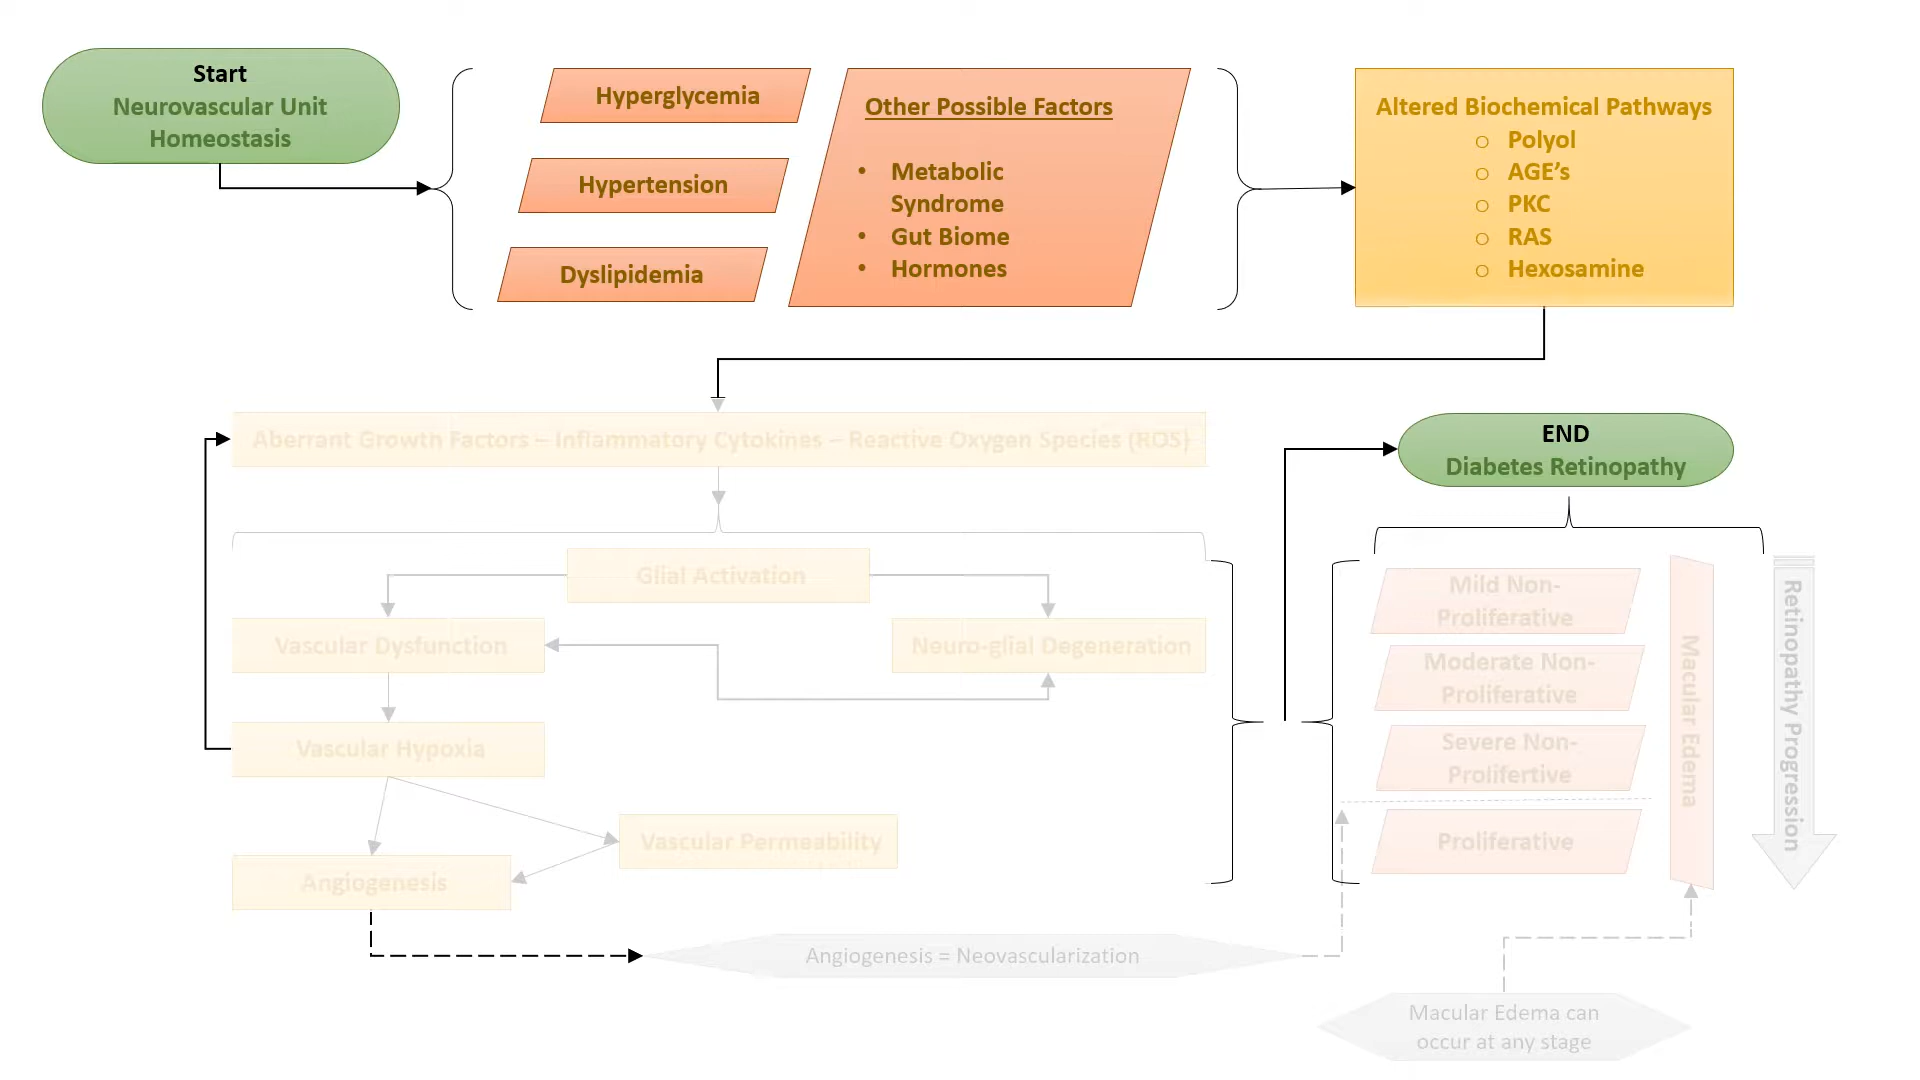 Start
Neurovascular Unit
Homeostasis
Hyperglycemia
Hypertension
Dyslipidemia
Other Possible Factors
• Metabolic
Syndrome
• Gut Biome
• Hormones
Altered Biochemical Pathways
o Polyol
o AGE's
o PKC
o RAS
o Hexosamine
Aberrant Growth Factors – Inflammatory Cytokines – Reactive Oxygen Species (ROS)
Glial Activation
Vascular Dysfunction
Neuro-glial Degeneration
Vascular Hypoxia
Vascular Permeability
Angiogenesis
Angiogenesis = Neovascularization
END
Diabetes Retinopathy
Mild Non-
Proliferative
Moderate Non-
Proliferative
Severe Non-
Prolifertive
Proliferative
Macular Edema
Retinopathy Progression
Macular Edema can
occur at any stage